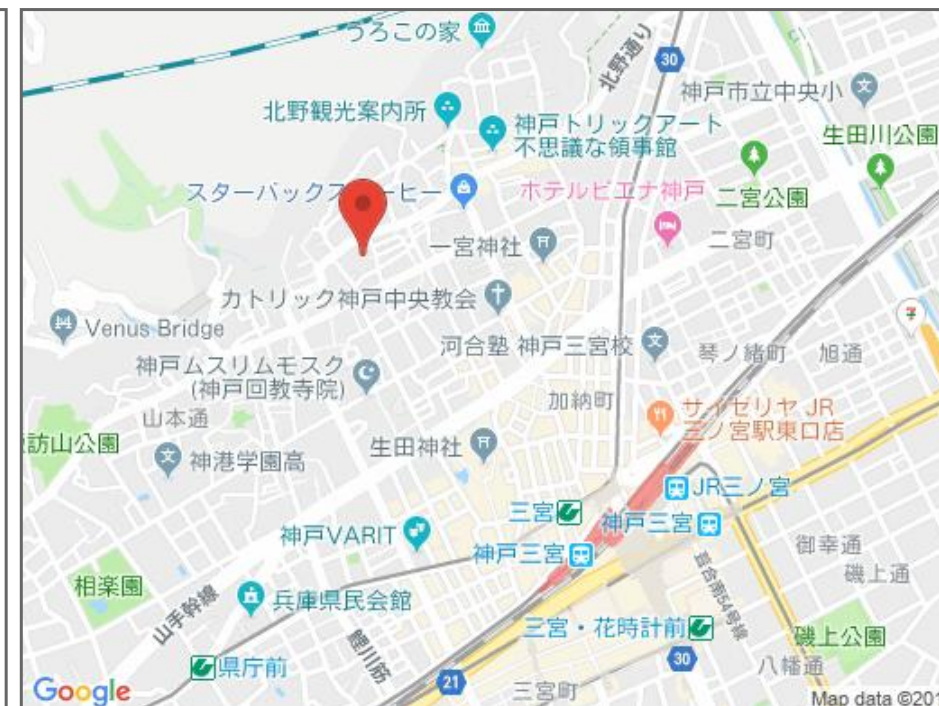 うろこの家
北野通り
30
神戸市立中央小
北野観光案内所
神戸トリックアート
不思議な領事館
生田川公園
ホテルピエナ神戸
二宮公園
一宮神社
二宮町
カトリック神戸中央教会
Venus Bridge
河合塾 神戸三宮校
琴ノ緒町
旭通
神戸ムスリムモスク
(神戸回教寺院)
加納町
山本通
サイゼリヤ JR
三ノ宮駅東口店
訪山公園
神港学園高
生田神社
JR三ノ宮
三宮
神戸三宮
神戸VARIT
神戸三宮
御幸通
磯上通
相楽園
兵庫県民会館
山手幹線
葺合南54号線
鯉川筋
三宮・花時計前
磯上公園
県庁前
21
30
八幡通
三宮町
Google
Map data ©201